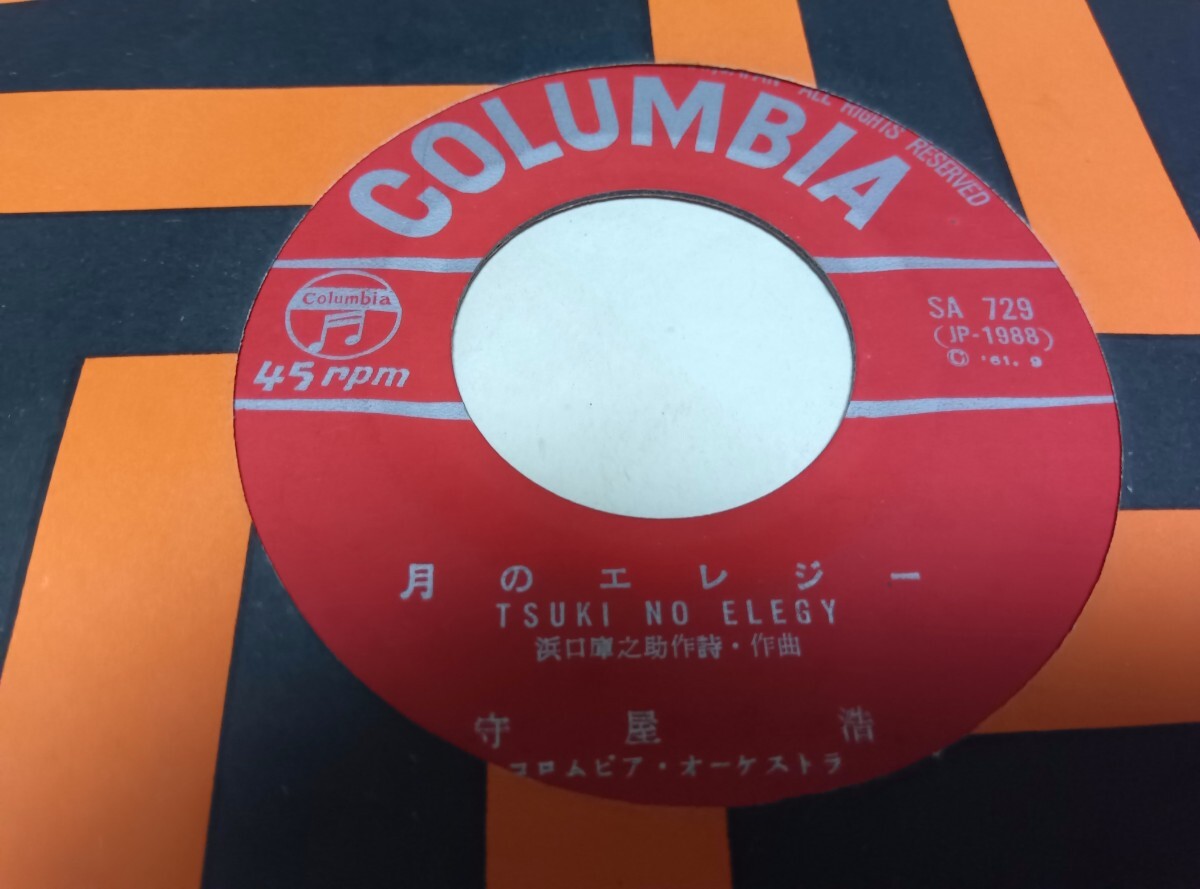 ALL RIGHTS RESERVED
COLUMBIA
Columbia
45 rpm
SA 729
(JP-1988)
© '61. 9
月のエレジー
TSUKI NO ELEGY
浜口庫之助作詩・作曲
守屋浩
コロムビア・オーケストラ